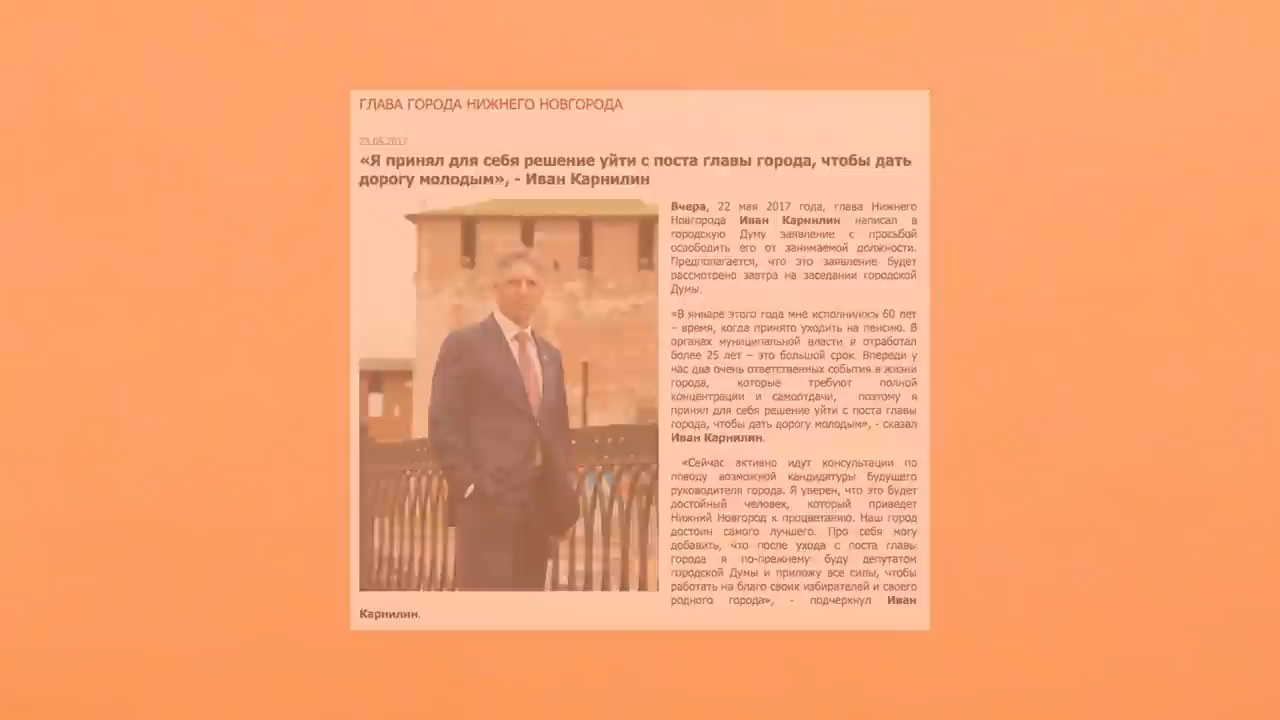 ГЛАВА ГОРОДА НИЖНЕГО НОВГОРОДА
23.05.2017
«Я принял для себя решение уйти с поста главы города, чтобы дать
дорогу молодым», - Иван Карнилин
Вчера, 22 мая 2017 года, глава Нижнего
Новгорода Иван Карнилин написал в
городскую Думу заявление с просьбой
освободить его от занимаемой должности.
Предполагается, что это заявление будет
рассмотрено завтра на заседании городской
Думы.
«В январе этого года мне исполнилось 60 лет
– время, когда принято уходить на пенсию. В
органах муниципальной власти я отработал
более 25 лет – это большой срок. Впереди у
нас два очень ответственных события в жизни
города, которые требуют полной
концентрации и самоотдачи, поэтому я
принял для себя решение уйти с поста главы
города, чтобы дать дорогу молодым», - сказал
Иван Карнилин.
«Сейчас активно идут консультации по
поводу возможной кандидатуры будущего
руководителя города. Я уверен, что это будет
достойный человек, который приведет
Нижний Новгород к процветанию. Наш город
достоин самого лучшего. Про себя могу
добавить, что после ухода с поста главы
города я по-прежнему буду депутатом
городской Думы и приложу все силы, чтобы
работать на благо своих избирателей и своего
родного города», - подчеркнул Иван
Карнилин.